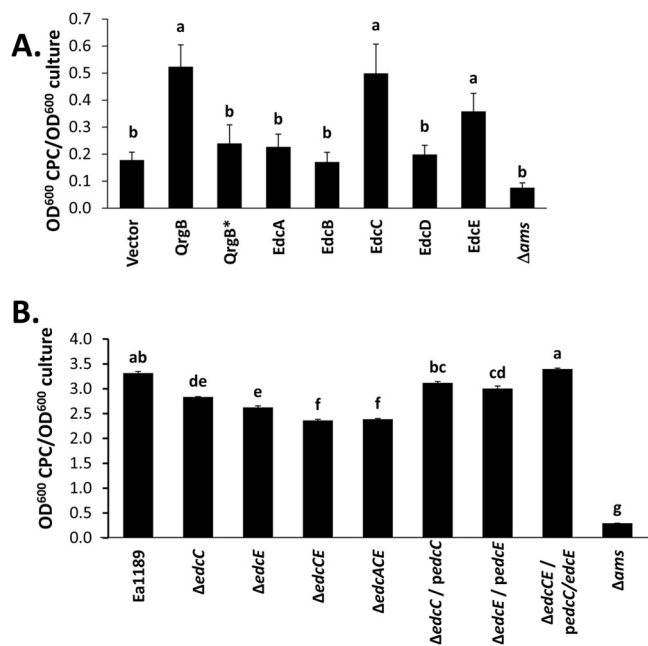 A.
OD⁶⁰⁰ CPC/OD⁶⁰⁰ culture
0.7
0.6
0.5
0.4
0.3
0.2
0.1
0.0
b
a
b
b
b
a
b
a
b
Vector
QrgB
QrgB*
EdcA
EdcB
EdcC
EdcD
EdcE
Δams
B.
OD⁶⁰⁰ CPC/OD⁶⁰⁰ culture
4.0
3.5
3.0
2.5
2.0
1.5
1.0
0.5
0.0
ab
de
e
f
f
bc
cd
a
g
Ea1189
ΔedcC
ΔedcE
ΔedcCE
ΔedcACE
ΔedcC / pedcC
ΔedcE / pedcE
ΔedcCE /
pedcC/edcE
Δams